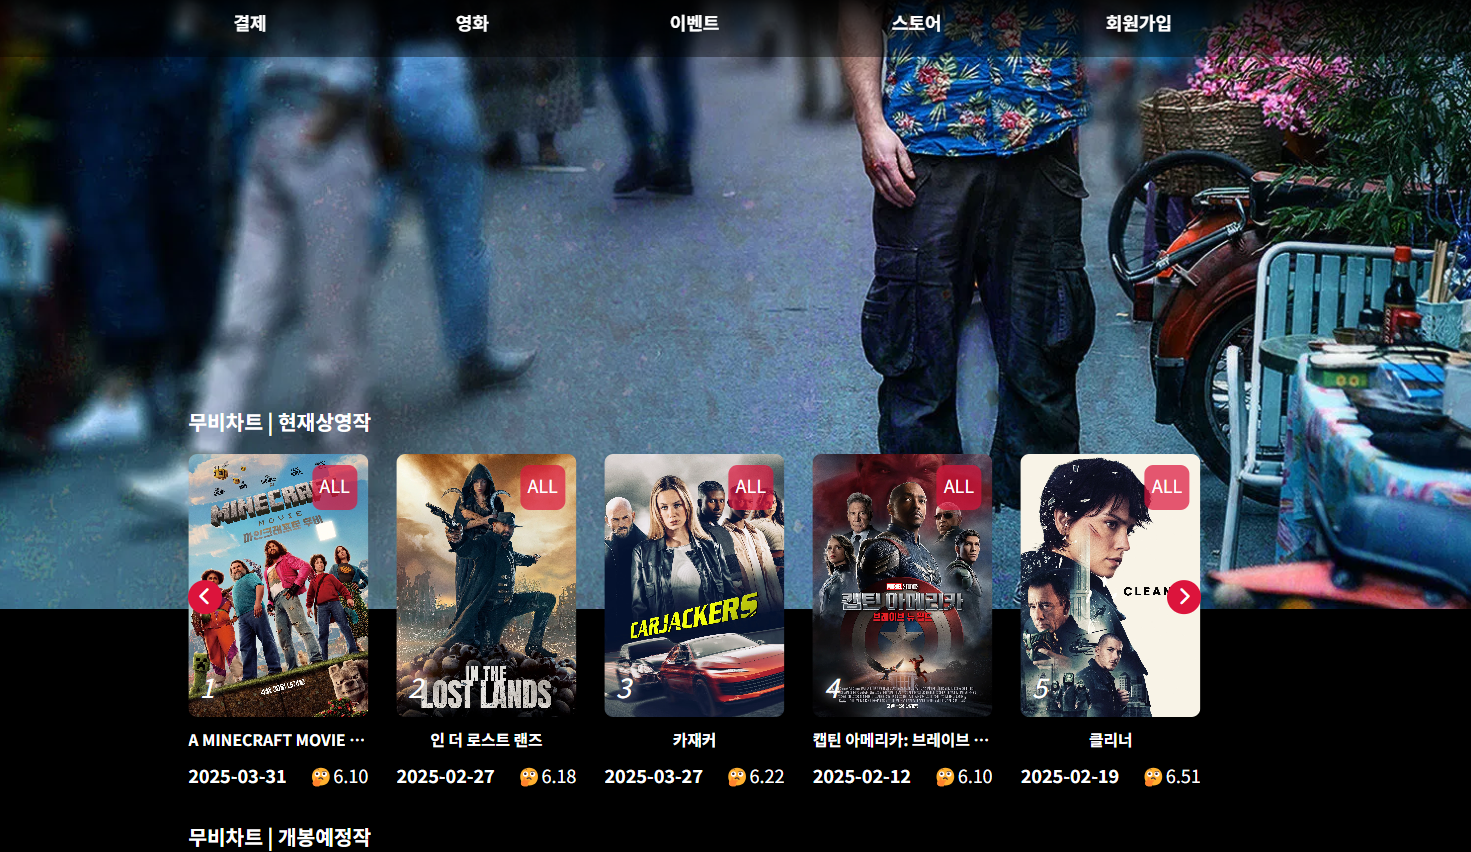 결제 영화 이벤트 스토어 회원가입
무비차트 | 현재상영작
ALL ALL ALL ALL ALL
MINECRAFT
MOVIE
마인크래프트 무비
MARVEL STUDIOS
캡틴 아메리카
브레이브 뉴 월드
CLEAN
CARJACKERS
IN THE
LOST LANDS
1 2 3 4 5
A MINECRAFT MOVIE ··· 인 더 로스트 랜즈 카재커 캡틴 아메리카: 브레이브 ··· 클리너
2025-03-31 🤔 6.10 2025-02-27 🤔 6.18 2025-03-27 🤔 6.22 2025-02-12 🤔 6.10 2025-02-19 🤔 6.51
무비차트 | 개봉예정작